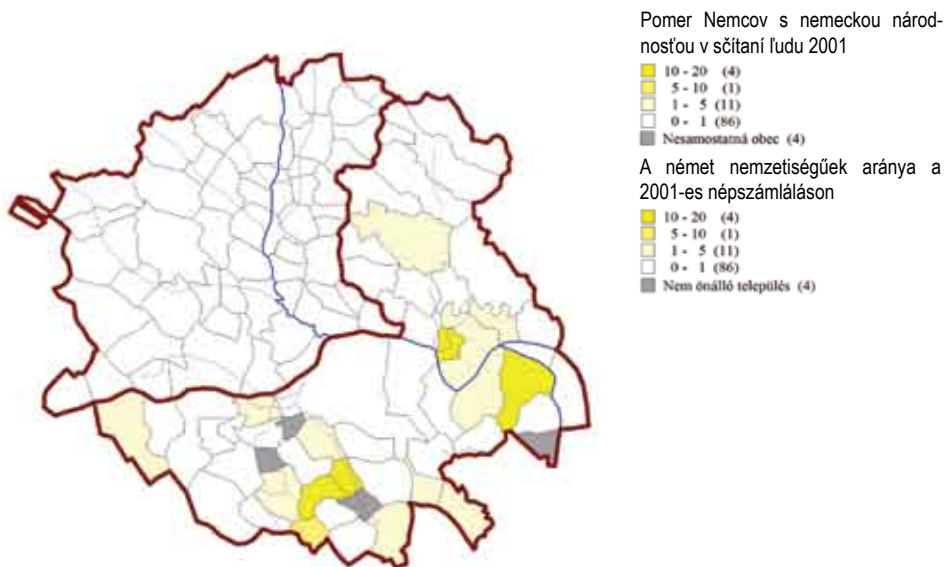 Pomer Nemcov s nemeckou národ-
nosťou v sčítaní ľudu 2001
10 - 20 (4)
5 - 10 (1)
1 - 5 (11)
0 - 1 (86)
Nesamostatná obec (4)
A német nemzetiségűek aránya a
2001-es népszámláláson
10 - 20 (4)
5 - 10 (1)
1 - 5 (11)
0 - 1 (86)
Nem önálló település (4)